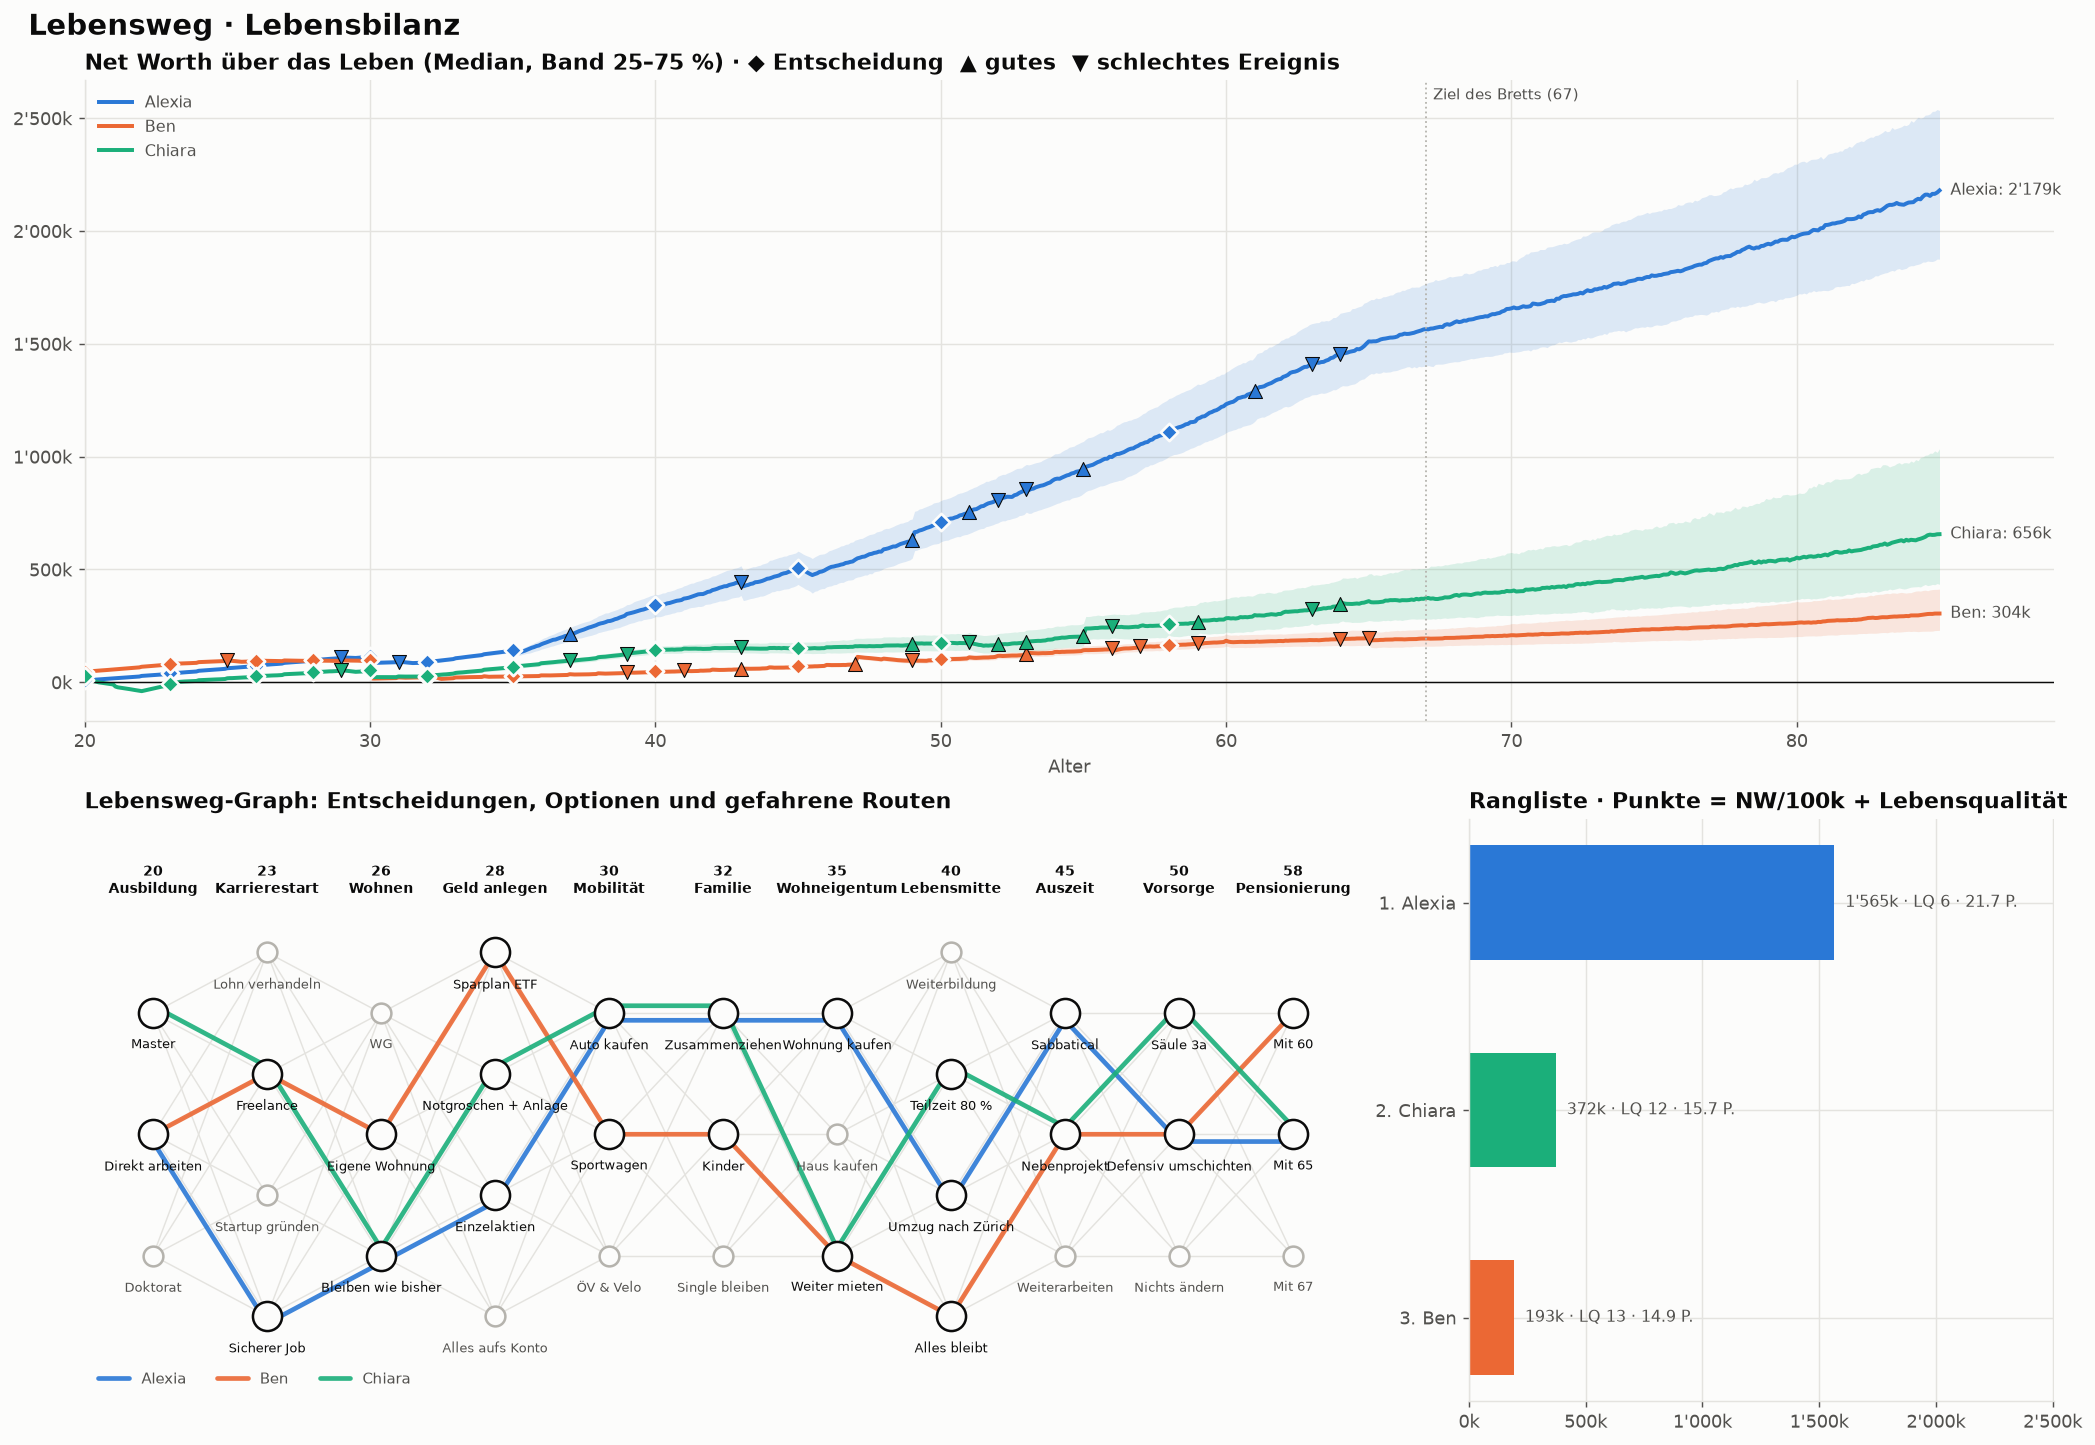 Lebensweg · Lebensbilanz
Net Worth über das Leben (Median, Band 25–75 %) · ◆ Entscheidung ▲ gutes ▼ schlechtes Ereignis
Alexia
Ben
Chiara
Ziel des Bretts (67)
2'500k
2'000k
1'500k
1'000k
500k
0k
Alexia: 2'179k
Chiara: 656k
Ben: 304k
20 30 40 50 60 70 80
Alter
Lebensweg-Graph: Entscheidungen, Optionen und gefahrene Routen
20 23 26 28 30 32 35 40 45 50 58
Ausbildung Karrierestart Wohnen Geld anlegen Mobilität Familie Wohneigentum Lebensmitte Auszeit Vorsorge Pensionierung
Lohn verhandeln Sparplan ETF Weiterbildung
Master WG Auto kaufen Zusammenziehen Wohnung kaufen Sabbatical Säule 3a Mit 60
Freelance Notgroschen + Anlage Teilzeit 80 %
Direkt arbeiten Eigene Wohnung Sportwagen Kinder Haus kaufen Nebenprojekt Defensiv umschichten Mit 65
Startup gründen Einzelaktien Umzug nach Zürich
Doktorat Bleiben wie bisher ÖV & Velo Single bleiben Weiter mieten Weiterarbeiten Nichts ändern Mit 67
Sicherer Job Alles aufs Konto Alles bleibt
Alexia Ben Chiara
Rangliste · Punkte = NW/100k + Lebensqualität
1. Alexia
1'565k · LQ 6 · 21.7 P.
2. Chiara
372k · LQ 12 · 15.7 P.
3. Ben
193k · LQ 13 · 14.9 P.
0k 500k 1'000k 1'500k 2'000k 2'500k